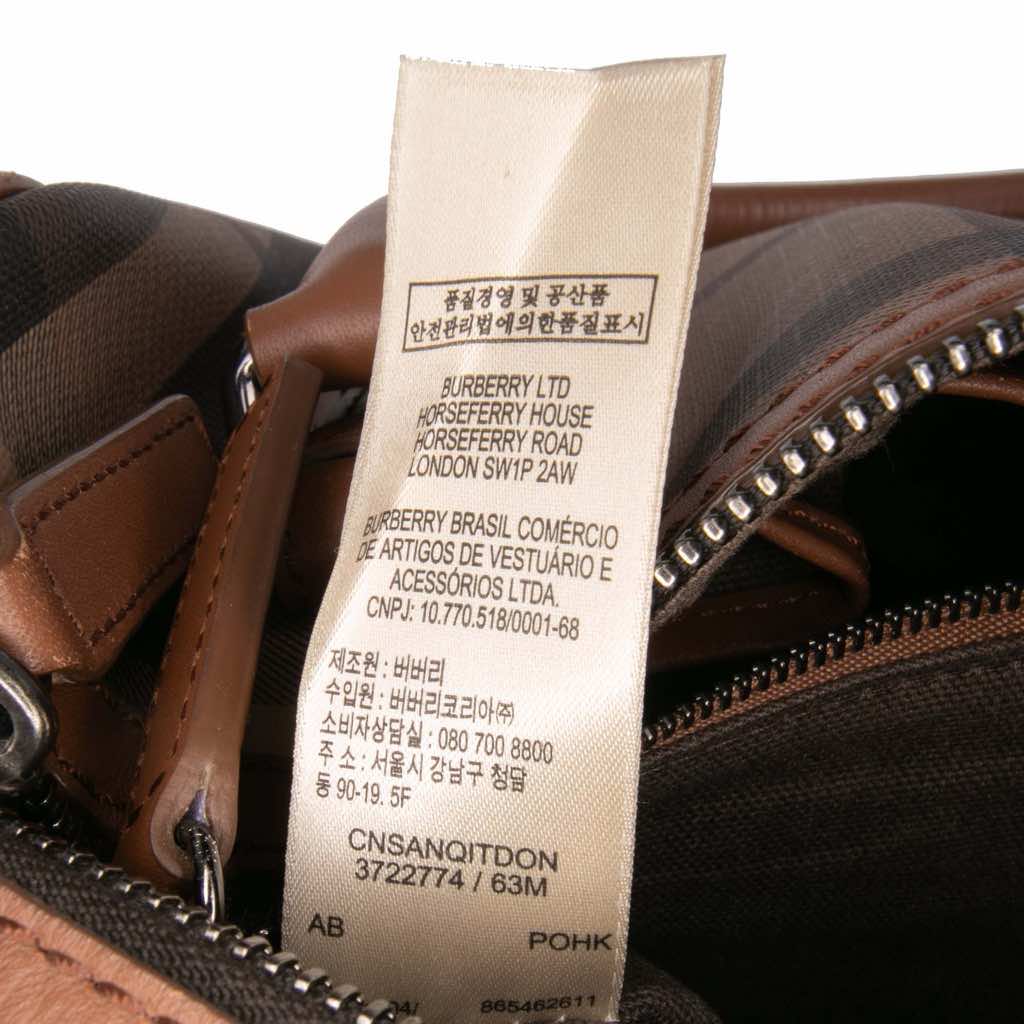 품질경영 및 공산품
안전관리법에의한품질표시
BURBERRY LTD
HORSEFERRY HOUSE
HORSEFERRY ROAD
LONDON SW1P 2AW
BURBERRY BRASIL COMÉRCIO
DE ARTIGOS DE VESTUÁRIO E
ACESSÓRIOS LTDA.
CNPJ: 10.770.518/0001-68
제조원 : 버버리
수입원 : 버버리코리아㈜
소비자상담실 : 080 700 8800
주 소 : 서울시 강남구 청담
동 90-19. 5F
CNSANQITDON
3722774 / 63M
AB POHK
04/ 865462611